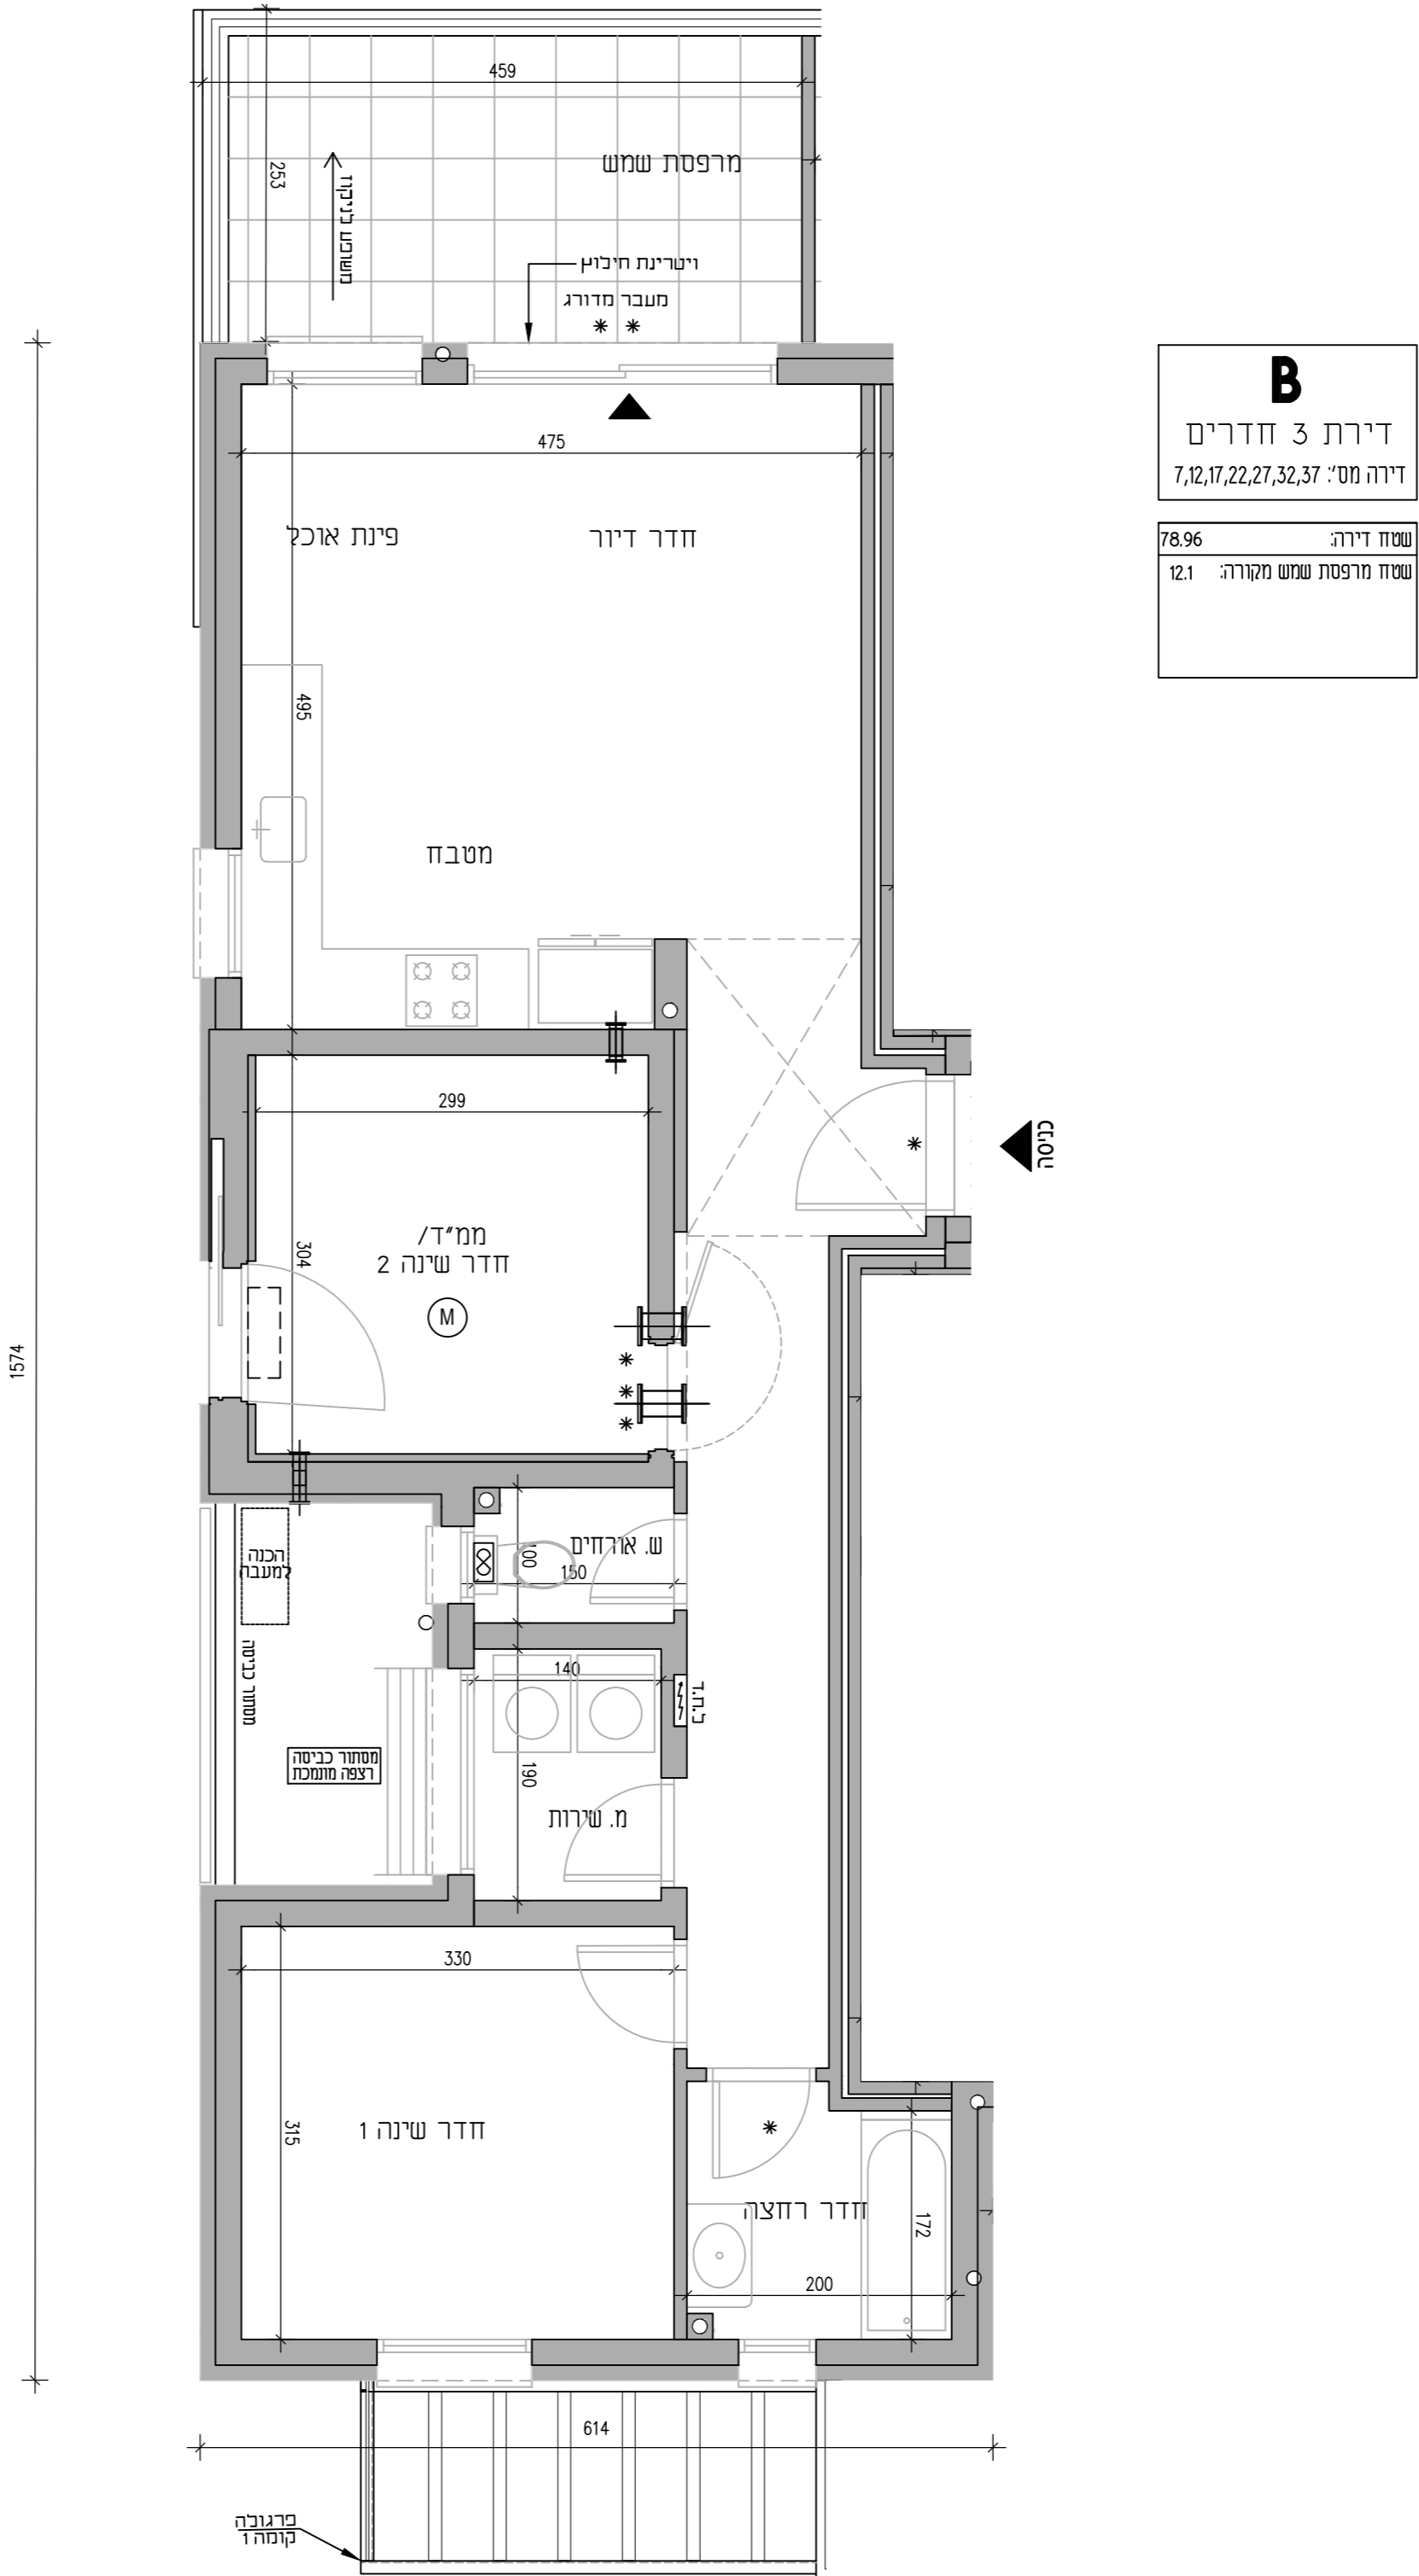 459
253
מרפסת שמש
משופע לניקוז
ויטרינת חילוץ
מעבר מדורג
* *
B
דירת 3 חדרים
דירה מס': 7,12,17,22,27,32,37
שטח דירה: 78.96
שטח מרפסת שמש מקורה: 12.1
475
פינת אוכל
חדר דיור
495
מטבח
299
כניסה
*
ממ"ד/
חדר שינה 2
304
M
1574
*
*
*
ש. אורחים
100
150
הכנה
למעבה
מסתור כביסה
140
ל.ח.ד
מסתור כביסה
רצפה מונמכת
190
מ. שירות
330
חדר שינה 1
315
*
חדר רחצה
172
200
614
פרגולה
קומה 1